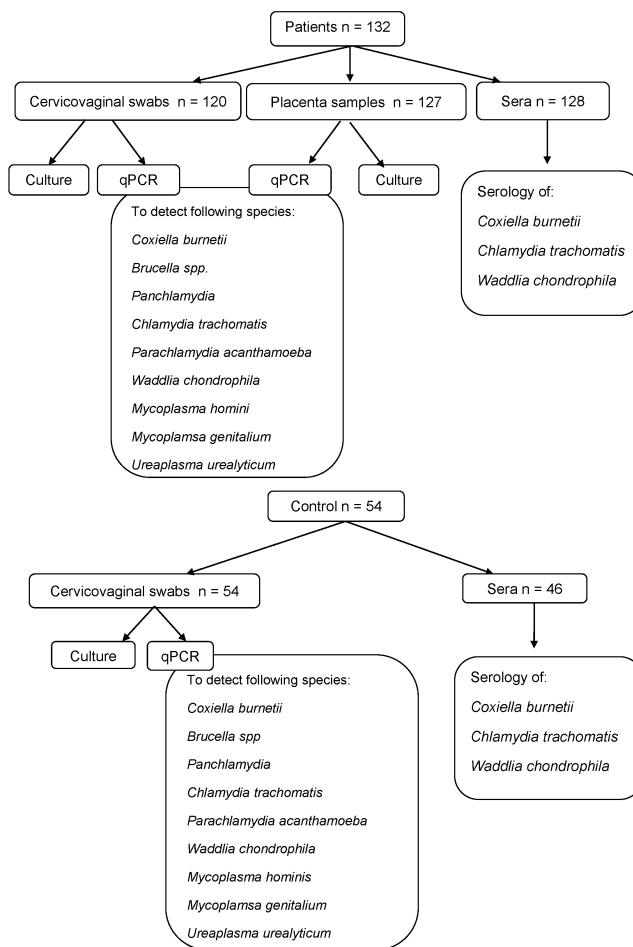 Patients n = 132
Cervicovaginal swabs n = 120
Placenta samples n = 127
Sera n = 128
Culture
qPCR
qPCR
Culture
To detect following species:
Coxiella burnetii
Brucella spp.
Panchlamydia
Chlamydia trachomatis
Parachlamydia acanthamoeba
Waddlia chondrophila
Mycoplasma homini
Mycoplamsa genitalium
Ureaplasma urealyticum
Serology of:
Coxiella burnetii
Chlamydia trachomatis
Waddlia chondrophila
Control n = 54
Cervicovaginal swabs n = 54
Sera n = 46
Culture
qPCR
To detect following species:
Coxiella burnetii
Brucella spp
Panchlamydia
Chlamydia trachomatis
Parachlamydia acanthamoeba
Waddlia chondrophila
Mycoplasma hominis
Mycoplamsa genitalium
Ureaplasma urealyticum
Serology of:
Coxiella burnetii
Chlamydia trachomatis
Waddlia chondrophila